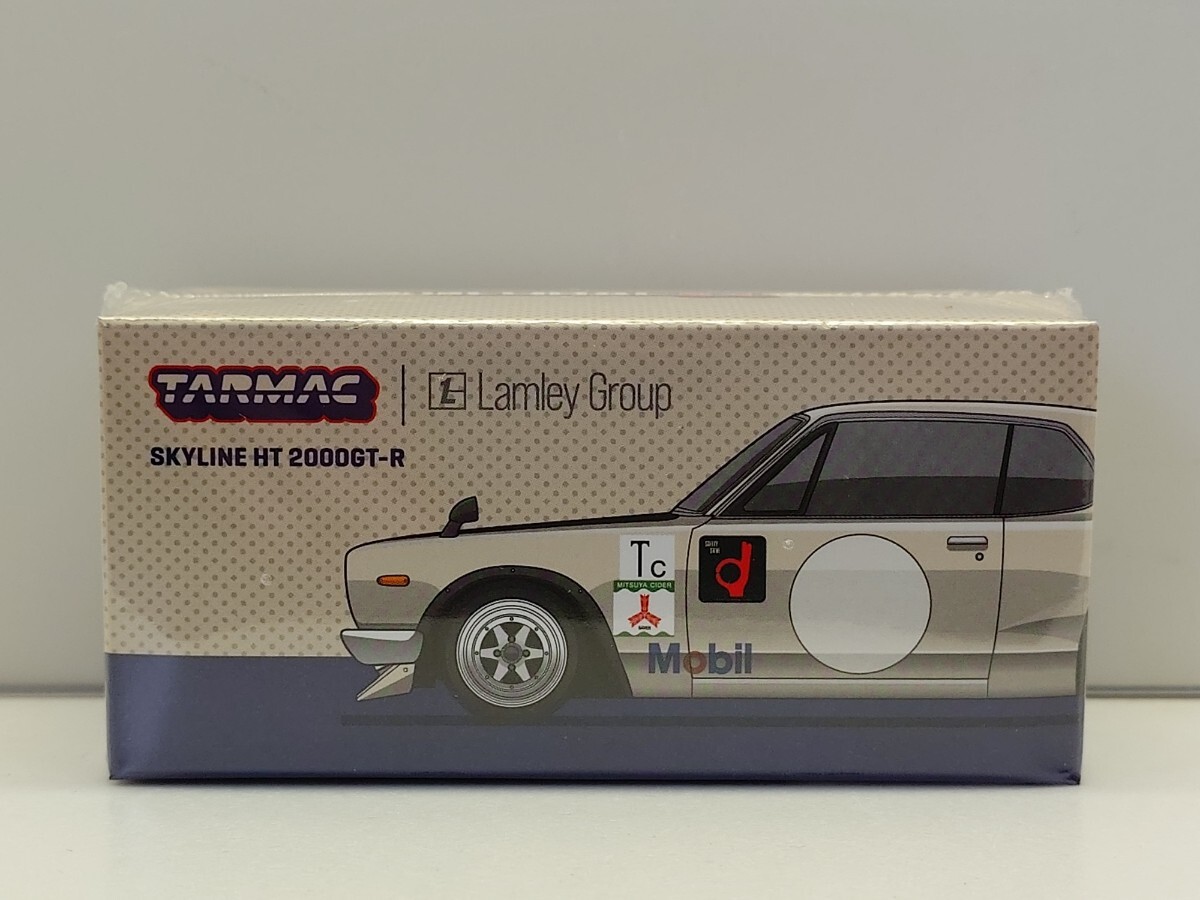 TARMAC
Lamley Group
SKYLINE HT 2000GT-R
Tc
MITSUYA CIDER
Mobil